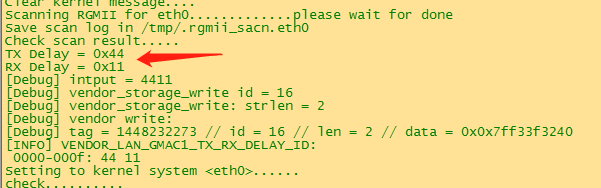 Clear kernel message....
Scanning RGMII for eth0.............please wait for done
Save scan log in /tmp/.rgmii_sacn.eth0
Check scan result.....
TX Delay = 0x44
RX Delay = 0x11
[Debug] intput = 4411
[Debug] vendor_storage_write id = 16
[Debug] vendor_storage_write: strlen = 2
[Debug] vendor write:
[Debug] tag = 1448232273 // id = 16 // len = 2 // data = 0x0x7ff33f3240
[INFO] VENDOR_LAN_GMAC1_TX_RX_DELAY_ID:
0000-000f: 44 11
Setting to kernel system <eth0>......
check..........